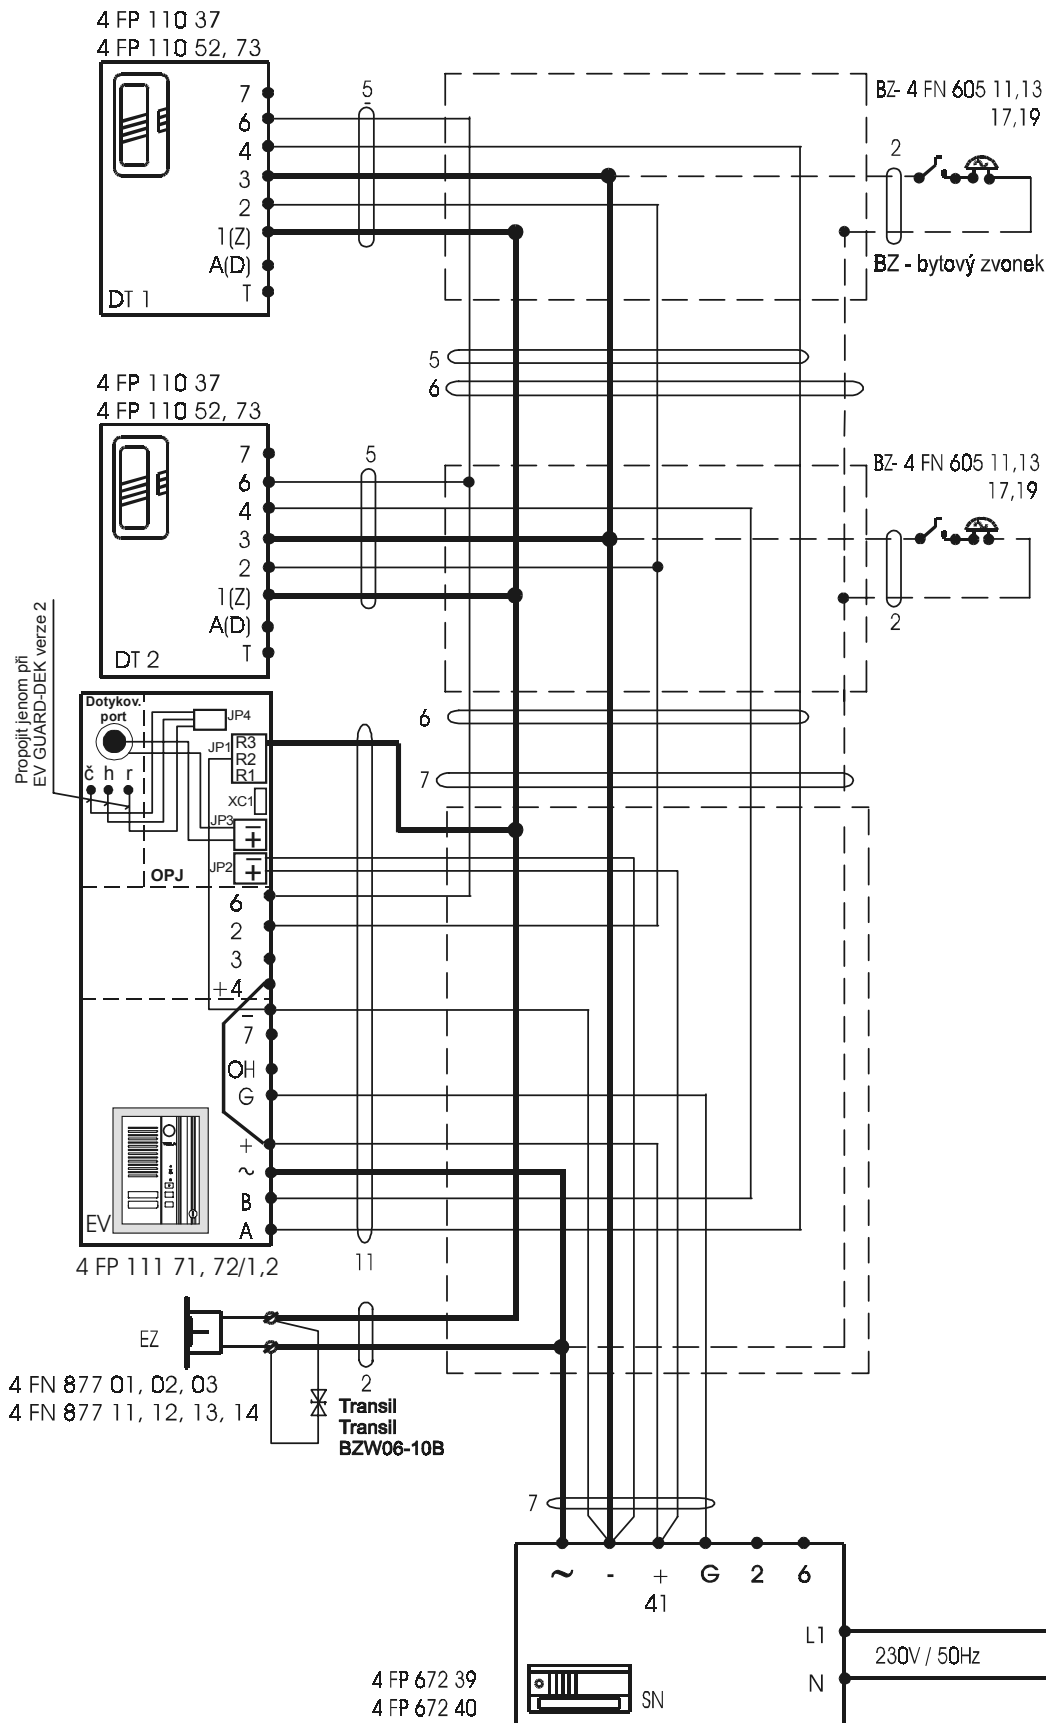 4 FP 110 37
4 FP 110 52, 73
7
6
4
3
2
1(Z)
A(D)
T
DT 1
5
BZ- 4 FN 605 11,13
17,19
2
BZ - bytový zvonek
5
6
4 FP 110 37
4 FP 110 52, 73
7
6
4
3
2
1(Z)
A(D)
T
DT 2
5
BZ- 4 FN 605 11,13
17,19
2
6
7
Propojit jenom při
EV GUARD-DEK verze 2
Dotykov.
port
č h r
JP4
JP1
R3
R2
R1
XC1
JP3
– +
JP2
– +
OPJ
6
2
3
+4
–
7
OH
G
+
~
B
A
EV
4 FP 111 71, 72/1,2
11
EZ
2
4 FN 877 01, 02, 03
4 FN 877 11, 12, 13, 14
Transil
Transil
BZW06-10B
7
~ - + G 2 6
41
L1
230V / 50Hz
N
4 FP 672 39
4 FP 672 40
SN